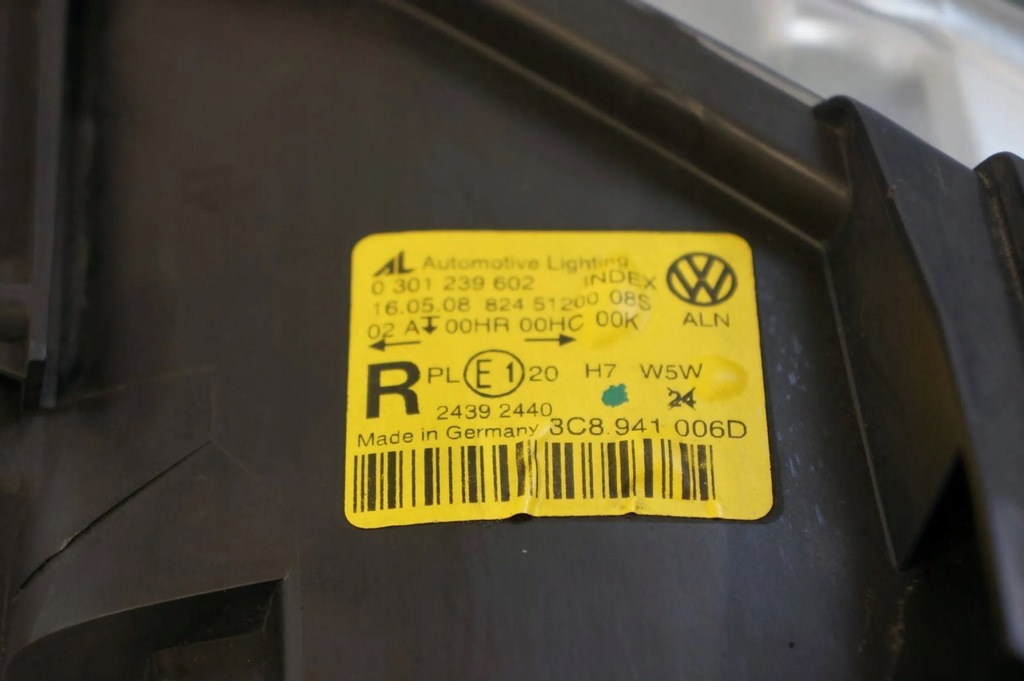 AL Automotive Lighting
0 301 239 602 INDEX
16.05.08 824 51200 08S
02 A 00HR 00HC 00K
VW
ALN
R PL E1 20 H7 W5W
24
2439 2440
Made in Germany 3C8.941 006D